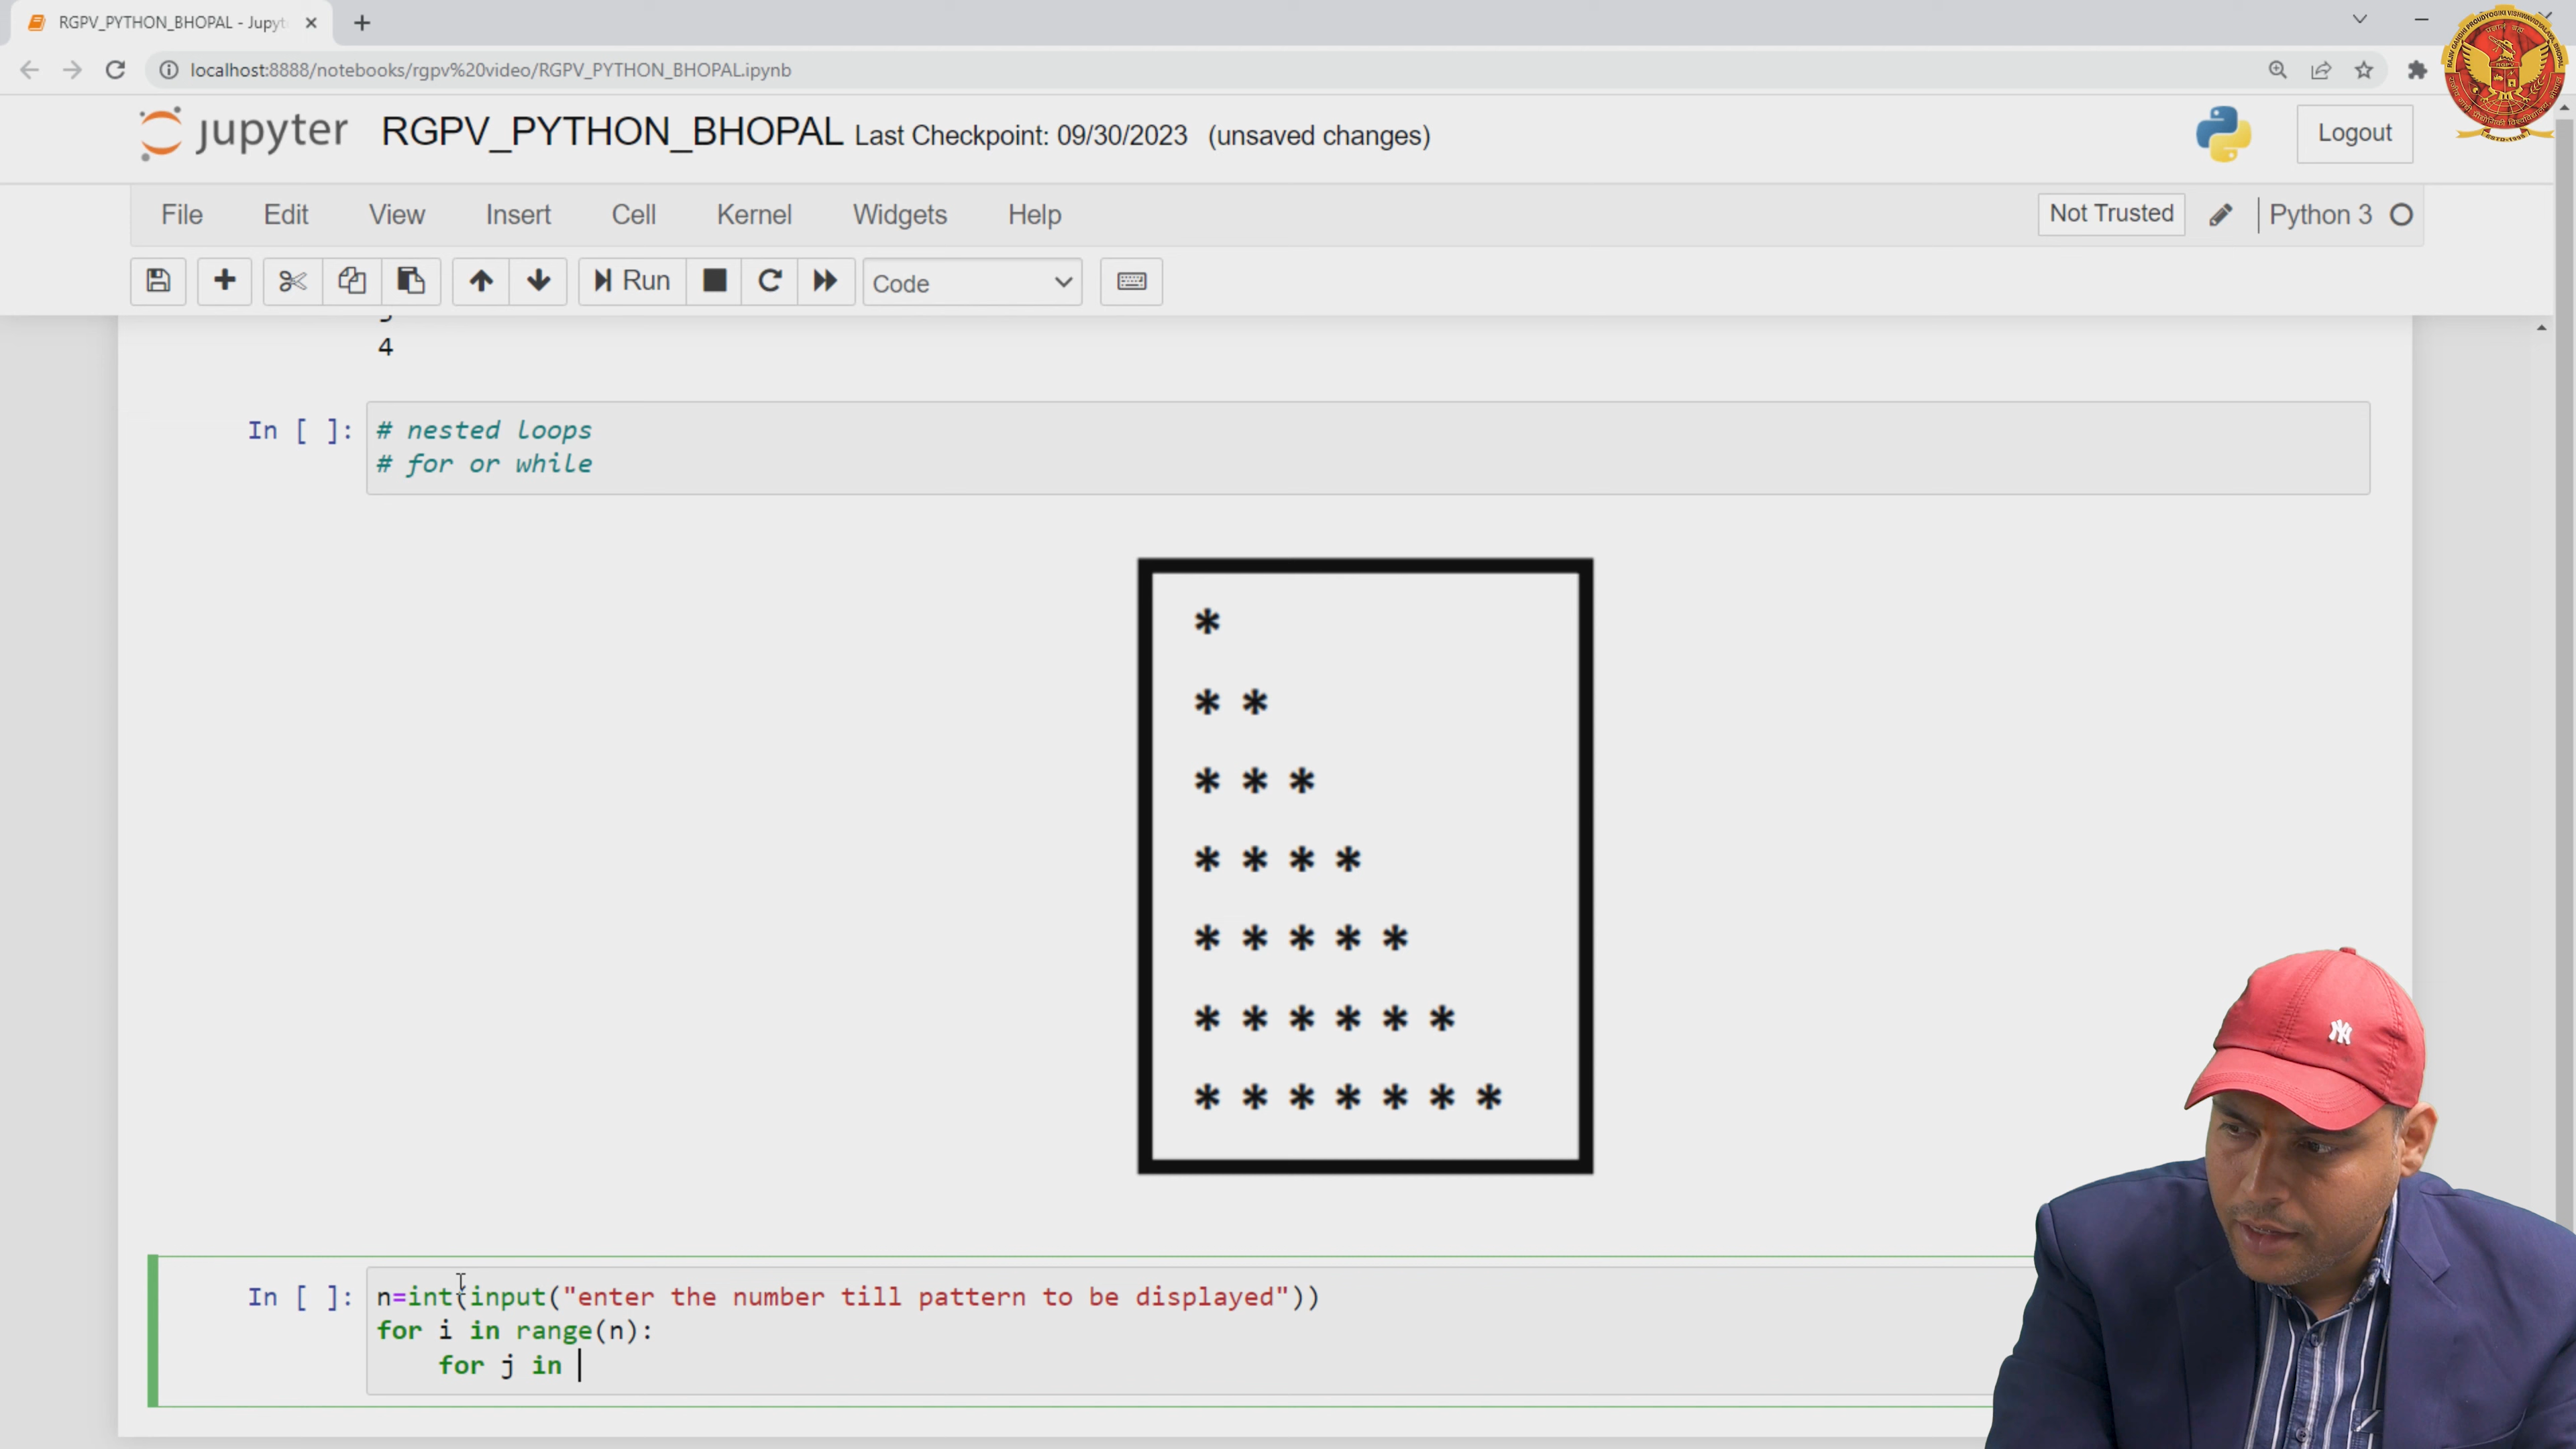 RGPV_PYTHON_BHOPAL - Jupyt
localhost:8888/notebooks/rgpv%20video/RGPV_PYTHON_BHOPAL.ipynb
jupyter RGPV_PYTHON_BHOPAL Last Checkpoint: 09/30/2023 (unsaved changes)
Logout
File Edit View Insert Cell Kernel Widgets Help
Not Trusted Python 3
Run Code
4
In [ ]: # nested loops
# for or while
*
* *
* * *
* * * *
* * * * *
* * * * * *
* * * * * * *
In [ ]: n=int(input("enter the number till pattern to be displayed"))
for i in range(n):
for j in